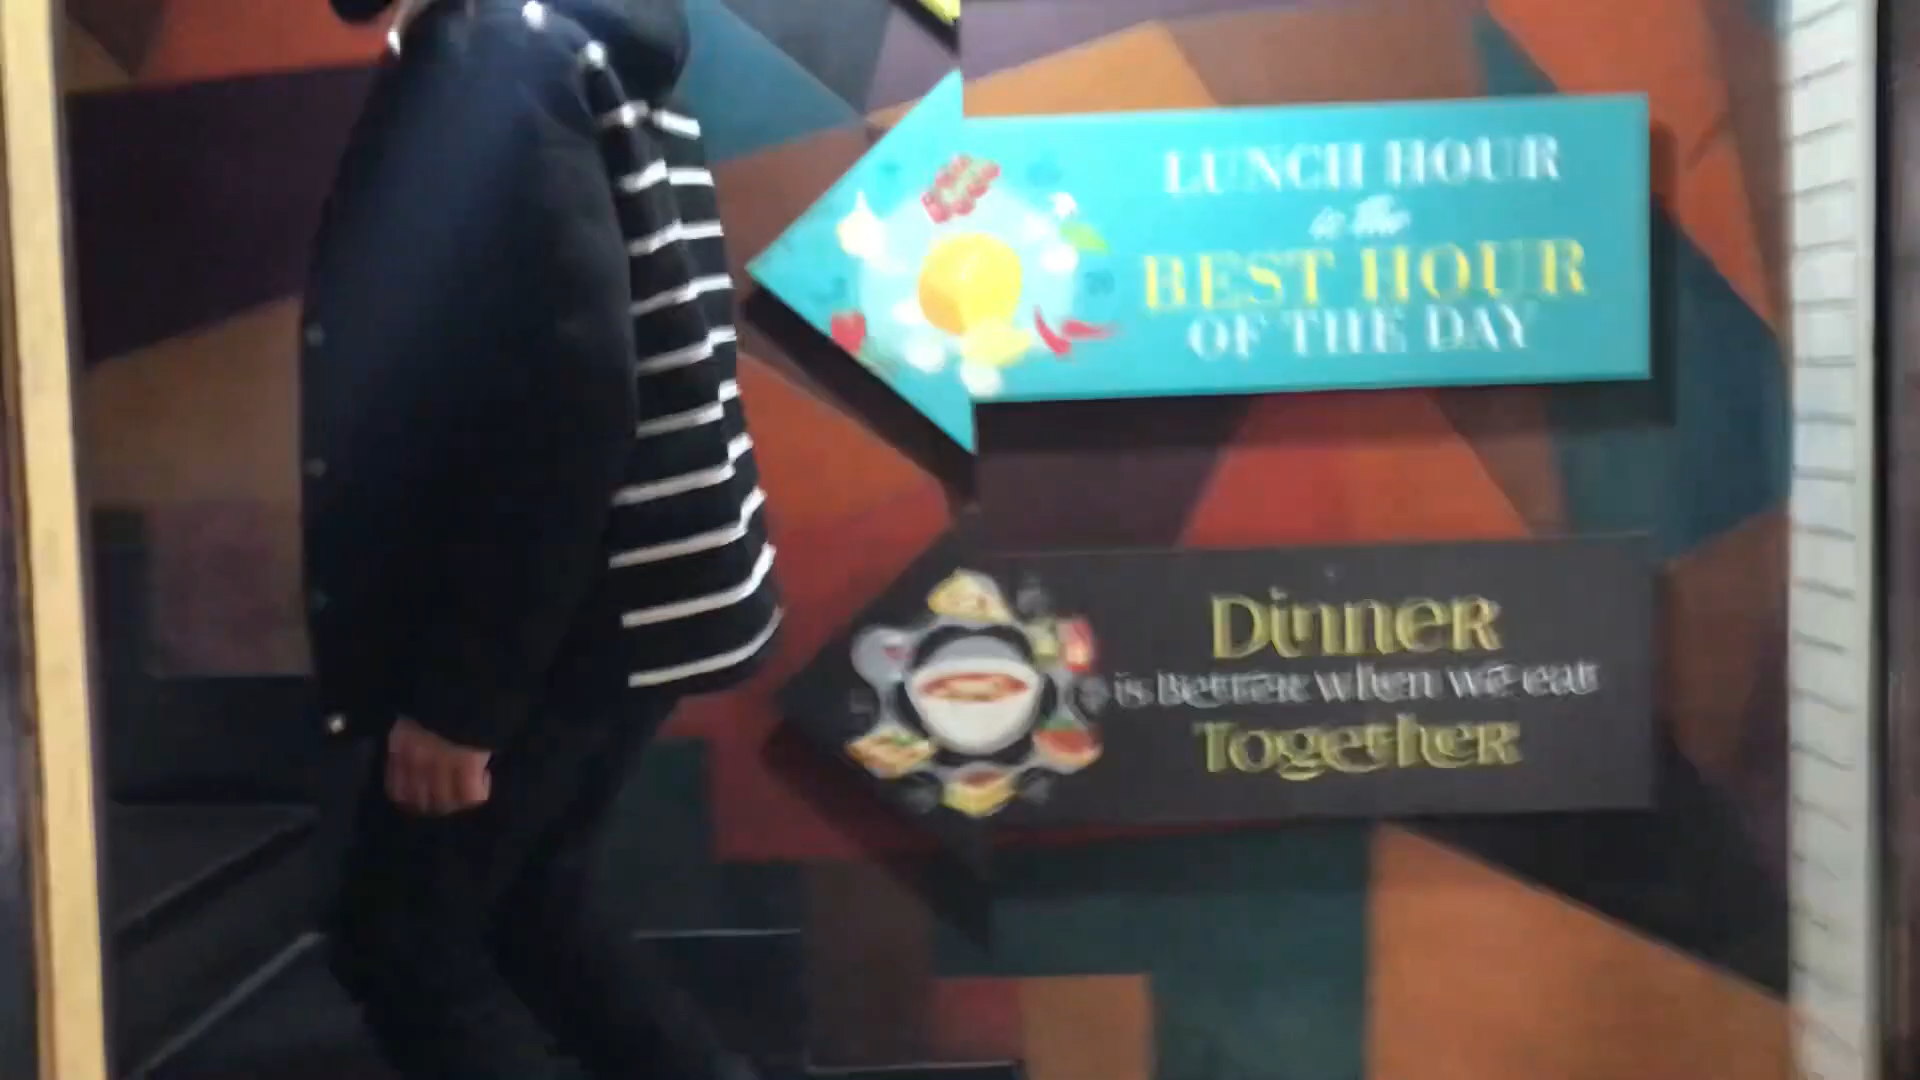 LUNCH HOUR
is the
BEST HOUR
OF THE DAY
Dinner
is Better when we eat
Together